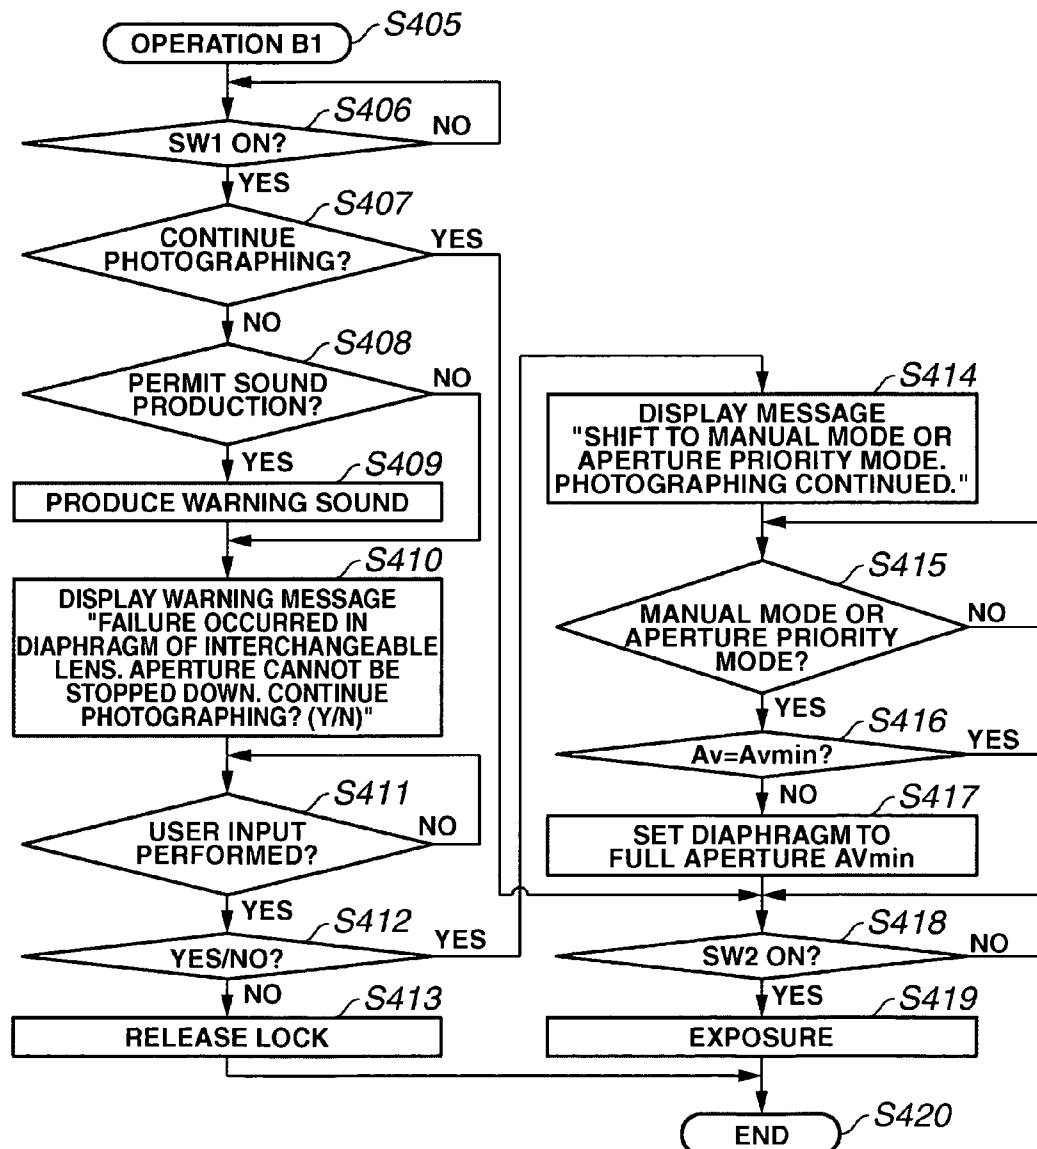 OPERATION B1
S405
S406
SW1 ON?
NO
YES
S407
CONTINUE
PHOTOGRAPHING?
YES
NO
S408
PERMIT SOUND
PRODUCTION?
NO
YES
S409
PRODUCE WARNING SOUND
S410
DISPLAY WARNING MESSAGE
"FAILURE OCCURRED IN
DIAPHRAGM OF INTERCHANGEABLE
LENS. APERTURE CANNOT BE
STOPPED DOWN. CONTINUE
PHOTOGRAPHING? (Y/N)"
S411
USER INPUT
PERFORMED?
NO
YES
S412
YES/NO?
YES
NO
S413
RELEASE LOCK
S414
DISPLAY MESSAGE
"SHIFT TO MANUAL MODE OR
APERTURE PRIORITY MODE.
PHOTOGRAPHING CONTINUED."
S415
MANUAL MODE OR
APERTURE PRIORITY
MODE?
NO
YES
S416
Av=Avmin?
YES
NO
S417
SET DIAPHRAGM TO
FULL APERTURE AVmin
S418
SW2 ON?
NO
YES
S419
EXPOSURE
S420
END